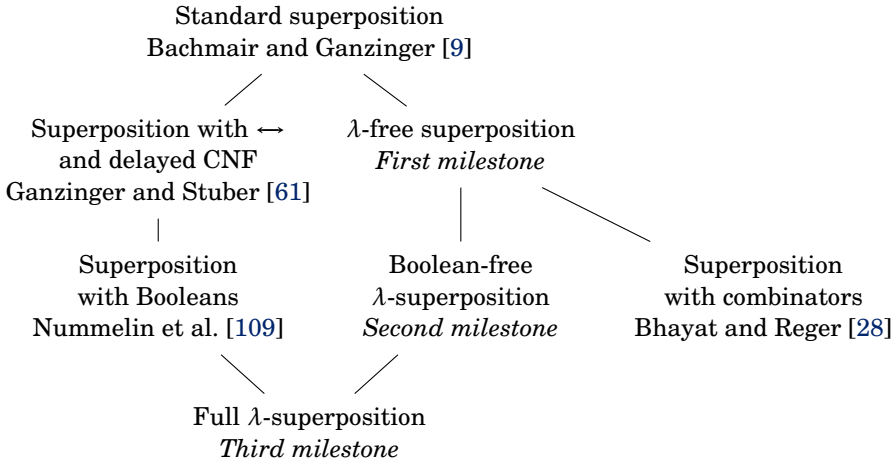 Standard superposition
Bachmair and Ganzinger [9]
Superposition with ↔
and delayed CNF
Ganzinger and Stuber [61]
λ-free superposition
First milestone
Superposition
with Booleans
Nummelin et al. [109]
Boolean-free
λ-superposition
Second milestone
Superposition
with combinators
Bhayat and Reger [28]
Full λ-superposition
Third milestone